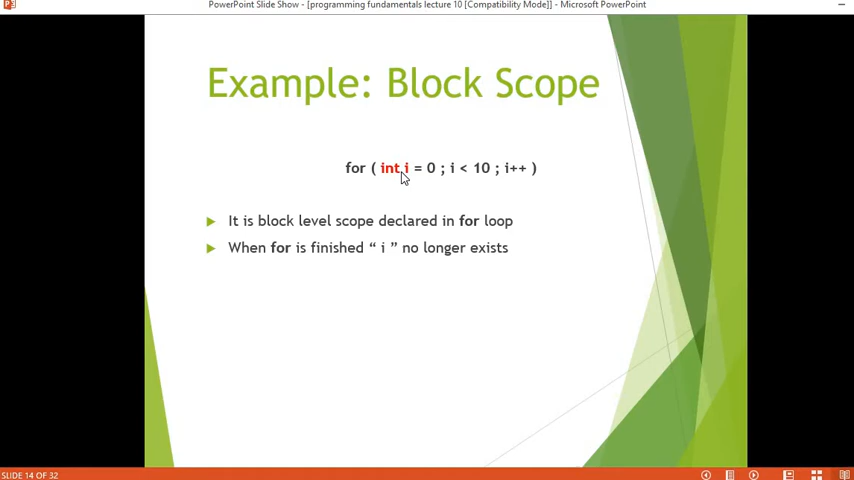 PowerPoint Slide Show - [programming fundamentals lecture 10 [Compatibility Mode]] - Microsoft PowerPoint
Example: Block Scope
for ( int i = 0 ; i < 10 ; i++ )
It is block level scope declared in for loop
When for is finished “ i ” no longer exists
SLIDE 14 OF 32